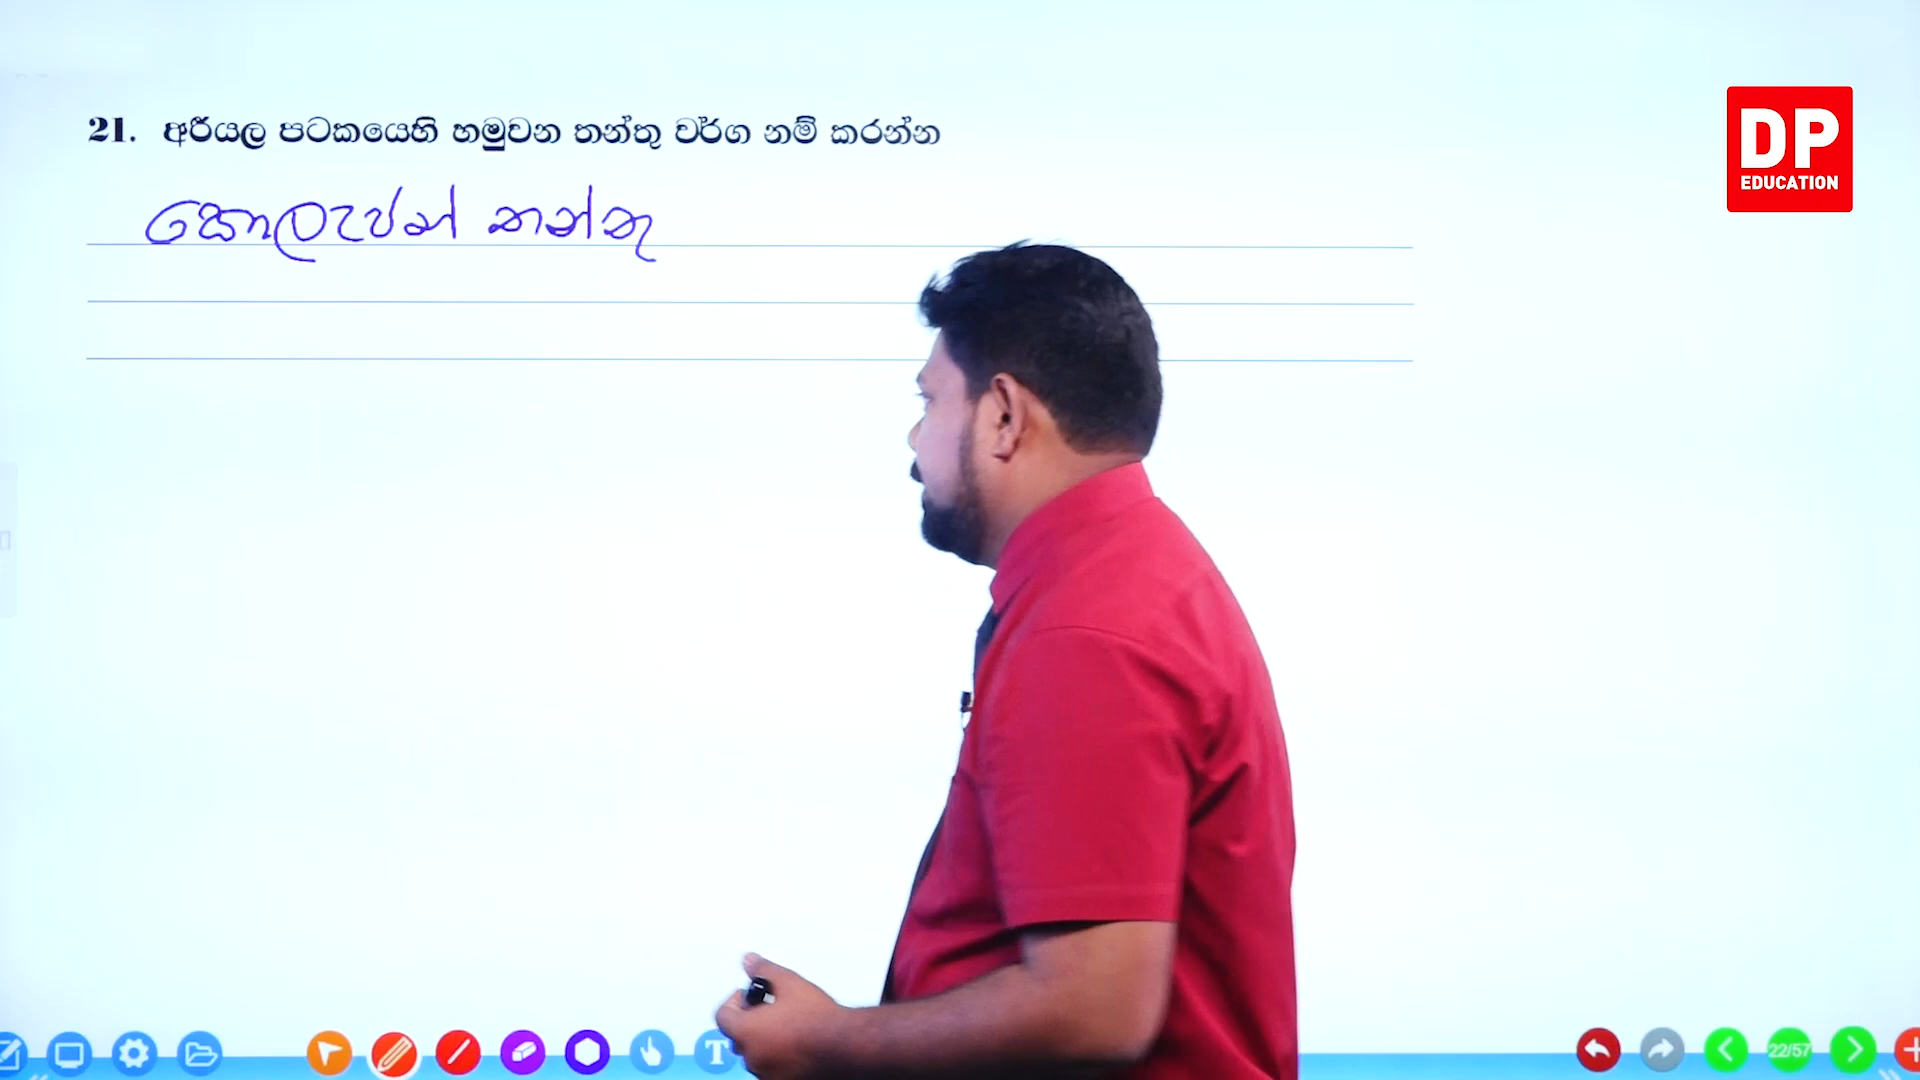 21. අරීයල පටකයෙහි හමුවන තන්තු වර්ග නම් කරන්න
කොලැජන් තන්තු
DP
EDUCATION
T
22/57